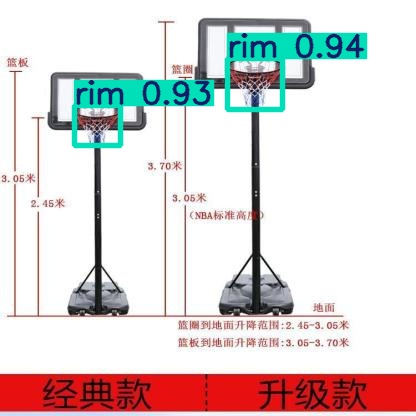 rim 0.94
篮板
篮圈
rim 0.93
3.70米
3.05米
3.05米
2.45米
（NBA标准高度）
地面
篮圈到地面升降范围:2.45-3.05米
篮板到地面升降范围:3.05-3.70米
经典款
升级款